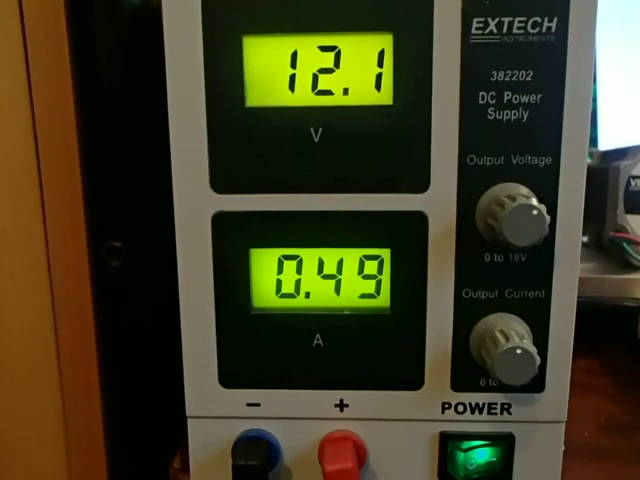 12.1
V
EXTECH
INSTRUMENTS
382202
DC Power
Supply
Output Voltage
0 to 18V
0.49
A
Output Current
0 to
- +
POWER